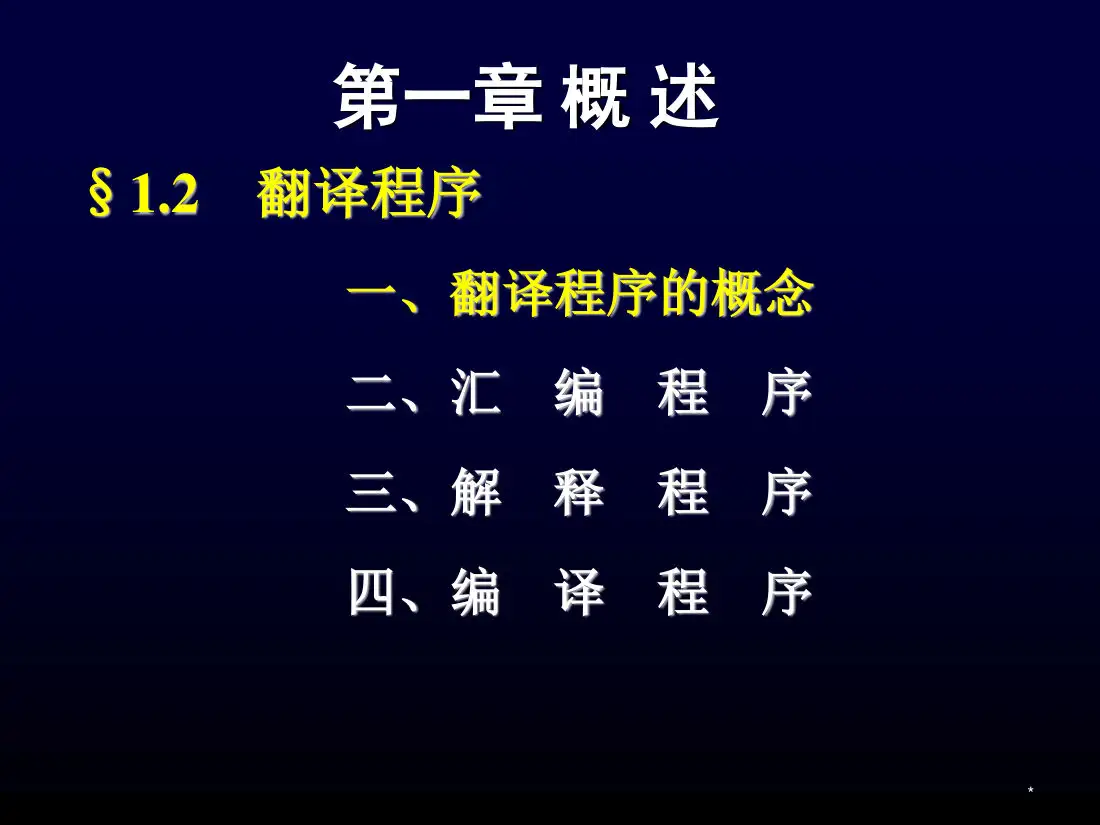 第一章 概 述
§1.2 翻译程序
一、翻译程序的概念
二、汇 编 程 序
三、解 释 程 序
四、编 译 程 序
*